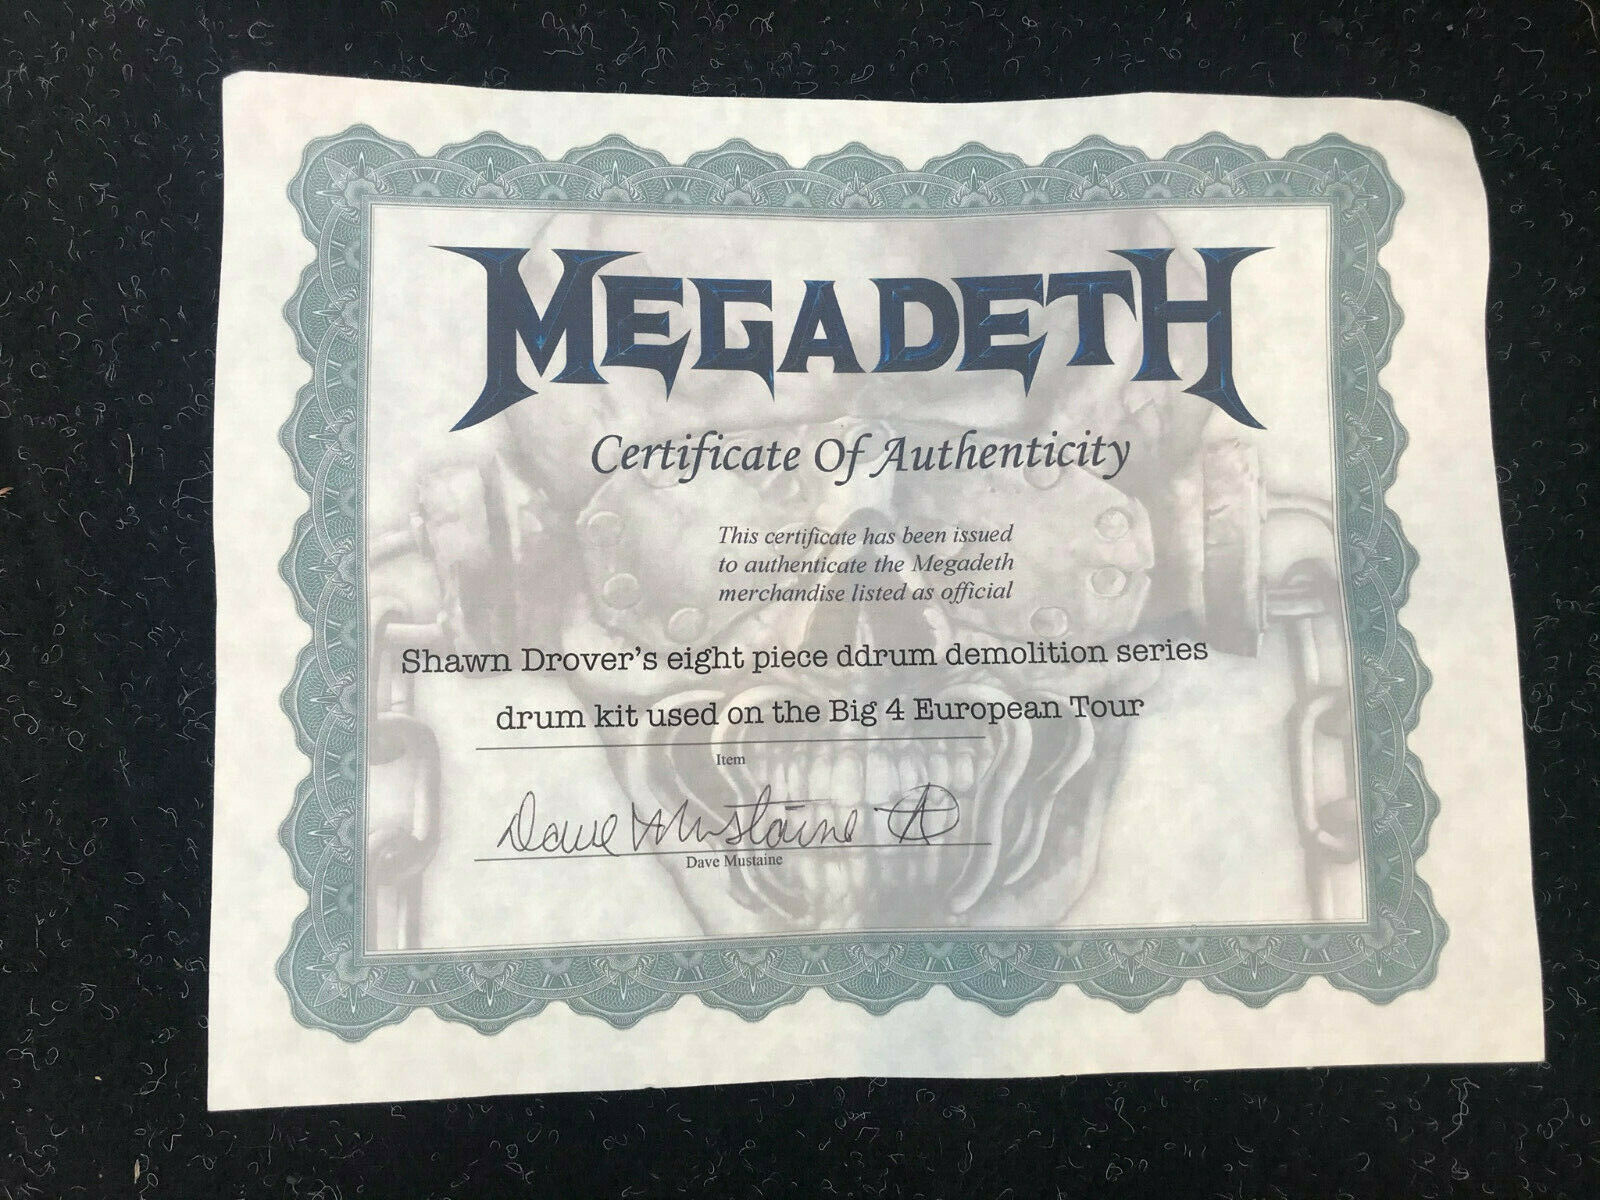 MEGADETH
Certificate Of Authenticity
This certificate has been issued
to authenticate the Megadeth
merchandise listed as official
Shawn Drover's eight piece ddrum demolition series
drum kit used on the Big 4 European Tour
Item
Dave Mustaine
Dave Mustaine